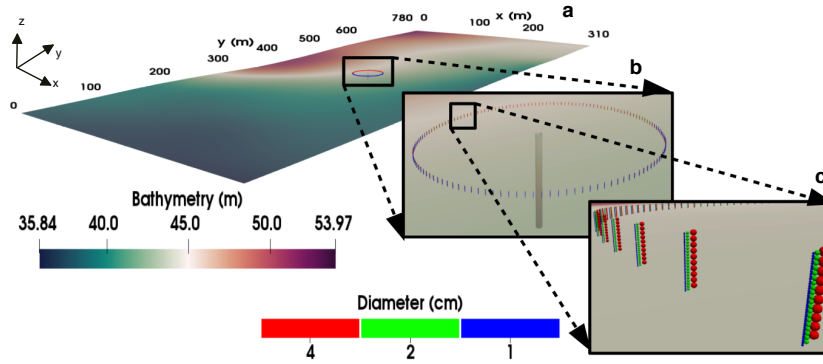 a
z
y
x
y (m)
x (m)
0
100
200
300
400
500
600
780
0
100
200
310
b
c
Bathymetry (m)
35.84 40.0 45.0 50.0 53.97
Diameter (cm)
4 2 1